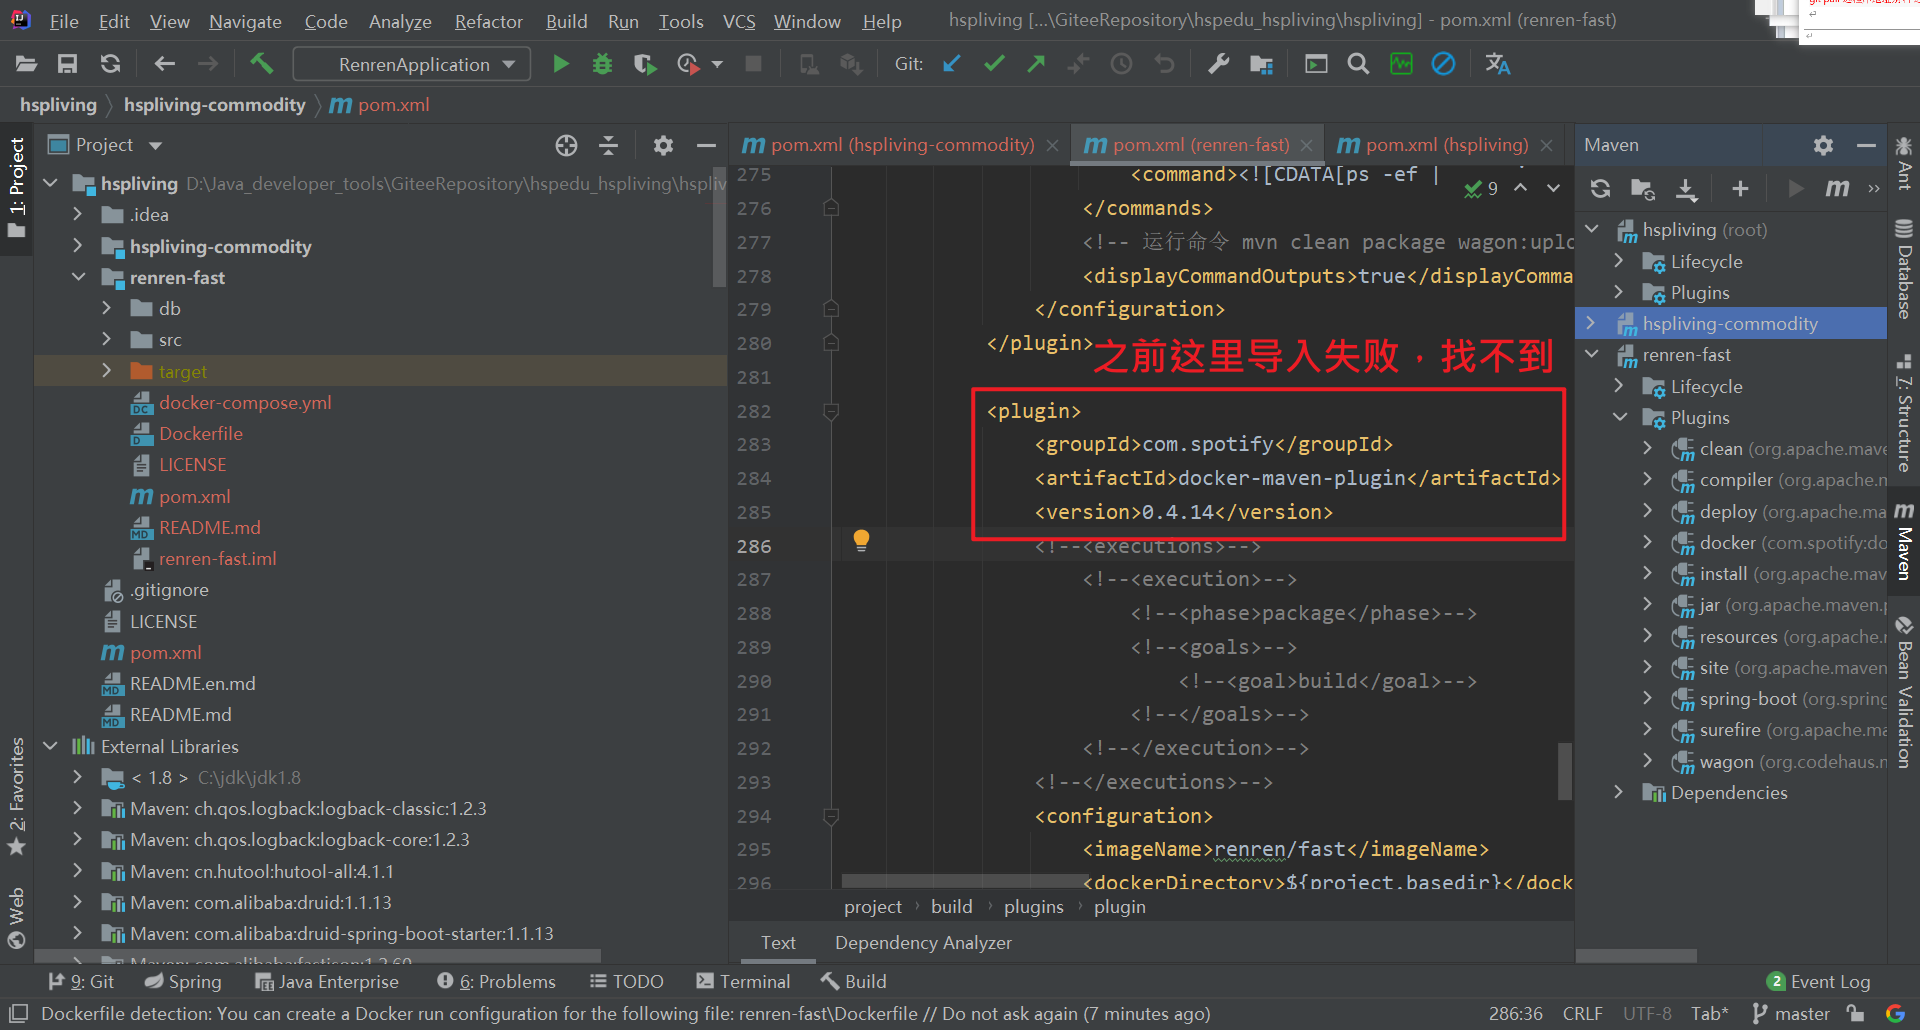 File Edit View Navigate Code Analyze Refactor Build Run Tools VCS Window Help hspliving [...\GiteeRepository\hspedu_hspliving\hspliving] - pom.xml (renren-fast)
RenrenApplication Git:
hspliving hspliving-commodity pom.xml
1: Project
2: Favorites
Web
Project
hspliving D:\Java_developer_tools\GiteeRepository\hspedu_hspliving\hspliv
.idea
hspliving-commodity
renren-fast
db
src
target
docker-compose.yml
Dockerfile
LICENSE
pom.xml
README.md
renren-fast.iml
.gitignore
LICENSE
pom.xml
README.en.md
README.md
External Libraries
< 1.8 > C:\jdk\jdk1.8
Maven: ch.qos.logback:logback-classic:1.2.3
Maven: ch.qos.logback:logback-core:1.2.3
Maven: cn.hutool:hutool-all:4.1.1
Maven: com.alibaba:druid:1.1.13
Maven: com.alibaba:druid-spring-boot-starter:1.1.13
pom.xml (hspliving-commodity) pom.xml (renren-fast) pom.xml (hspliving)
9
275 <command><![CDATA[ps -ef |
276 </commands>
277 <!-- 运行命令 mvn clean package wagon:uplo
278 <displayCommandOutputs>true</displayComma
279 </configuration>
280 </plugin>
之前这里导入失败，找不到
281
282 <plugin>
283 <groupId>com.spotify</groupId>
284 <artifactId>docker-maven-plugin</artifactId>
285 <version>0.4.14</version>
286 <!--<executions>-->
287 <!--<execution>-->
288 <!--<phase>package</phase>-->
289 <!--<goals>-->
290 <!--<goal>build</goal>-->
291 <!--</goals>-->
292 <!--</execution>-->
293 <!--</executions>-->
294 <configuration>
295 <imageName>renren/fast</imageName>
296 <dockerDirectory>${project.basedir}</dock
project build plugins plugin
Text Dependency Analyzer
Maven
m
hspliving (root)
Lifecycle
Plugins
hspliving-commodity
renren-fast
Lifecycle
Plugins
clean (org.apache.mave
compiler (org.apache.m
deploy (org.apache.ma
docker (com.spotify:do
install (org.apache.mav
jar (org.apache.maven.p
resources (org.apache.m
site (org.apache.maven
spring-boot (org.spring
surefire (org.apache.ma
wagon (org.codehaus.m
Dependencies
Ant
Database
7: Structure
Maven
Bean Validation
9: Git Spring Java Enterprise 6: Problems TODO Terminal Build 2 Event Log
Dockerfile detection: You can create a Docker run configuration for the following file: renren-fast\Dockerfile // Do not ask again (7 minutes ago) 286:36 CRLF UTF-8 Tab* master